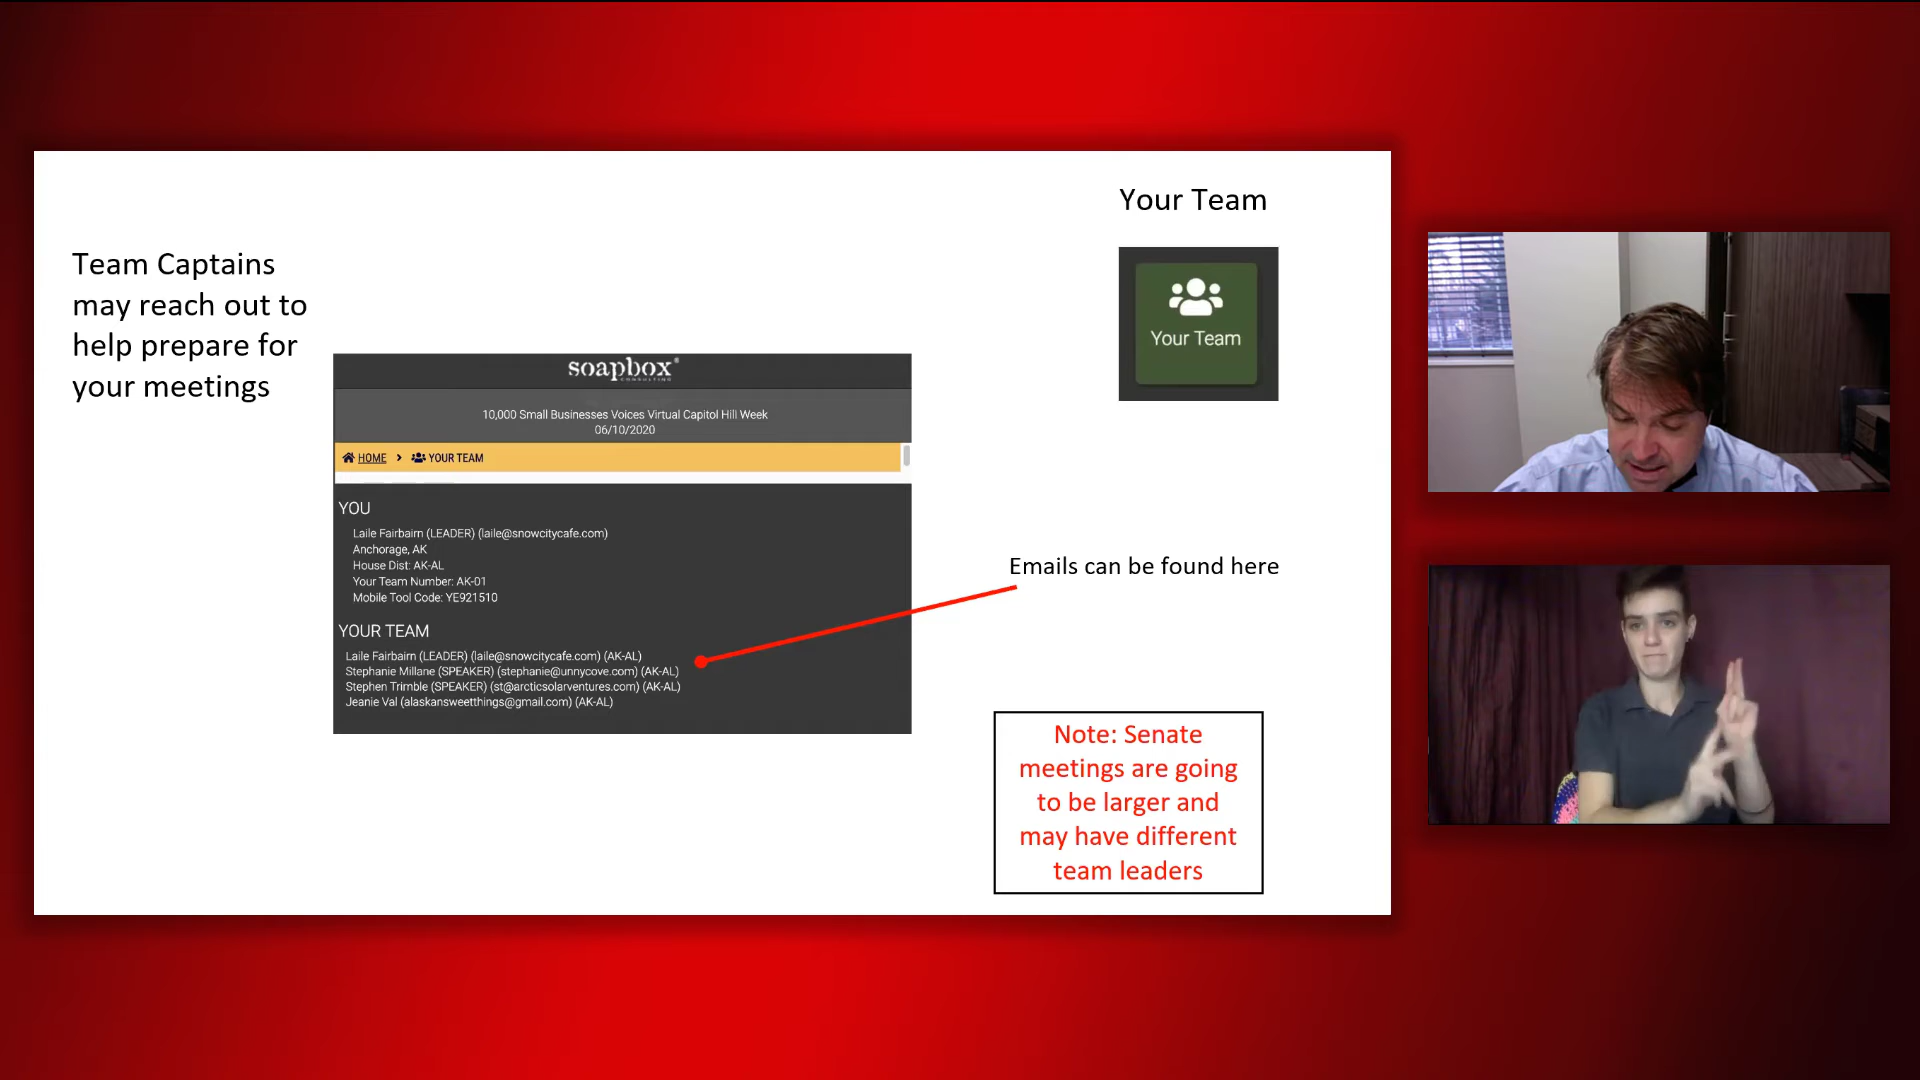 Your Team
Team Captains
may reach out to
help prepare for
your meetings
Your Team
soapbox
CONSULTING
10,000 Small Businesses Voices Virtual Capitol Hill Week
06/10/2020
HOME > YOUR TEAM
YOU
Laile Fairbairn (LEADER) (laile@snowcitycafe.com)
Anchorage, AK
House Dist: AK-AL
Your Team Number: AK-01
Mobile Tool Code: YE921510
Emails can be found here
YOUR TEAM
Laile Fairbairn (LEADER) (laile@snowcitycafe.com) (AK-AL)
Stephanie Millane (SPEAKER) (stephanie@unnycove.com) (AK-AL)
Stephen Trimble (SPEAKER) (st@arcticsolarventures.com) (AK-AL)
Jeanie Val (alaskansweetthings@gmail.com) (AK-AL)
Note: Senate
meetings are going
to be larger and
may have different
team leaders